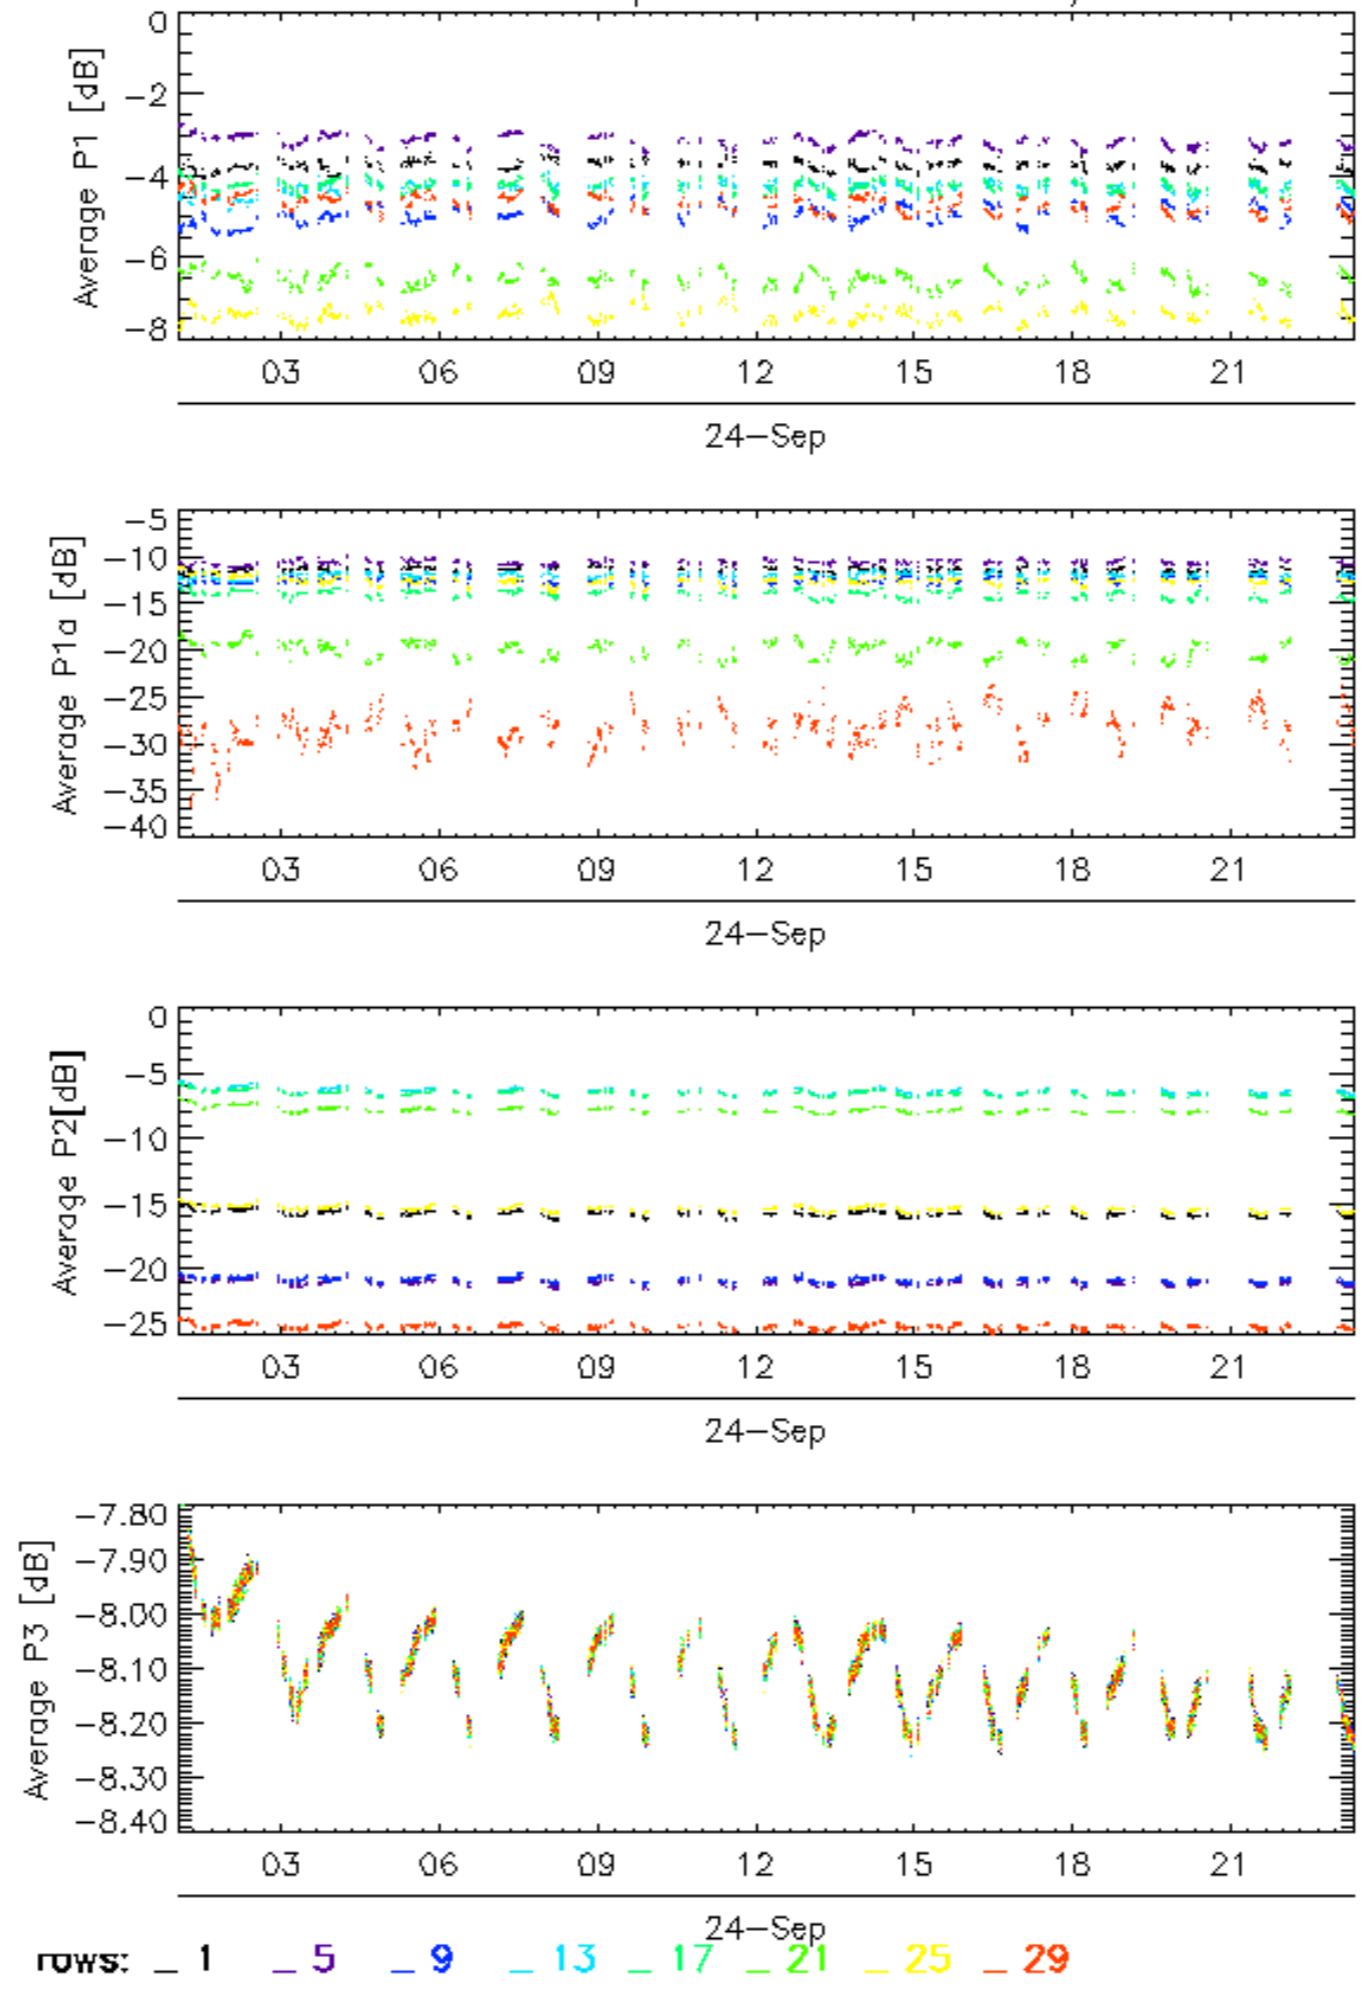 Average P1 [dB]
0
−2
−4
−6
−8
03 06 09 12 15 18 21
24−Sep
Average P1a [dB]
−5
−10
−15
−20
−25
−30
−35
−40
03 06 09 12 15 18 21
24−Sep
Average P2[dB]
0
−5
−10
−15
−20
−25
03 06 09 12 15 18 21
24−Sep
Average P3 [dB]
−7.80
−7.90
−8.00
−8.10
−8.20
−8.30
−8.40
03 06 09 12 15 18 21
24−Sep
rows: _ 1 _ 5 _ 9 _ 13 _ 17 _ 21 _ 25 _ 29